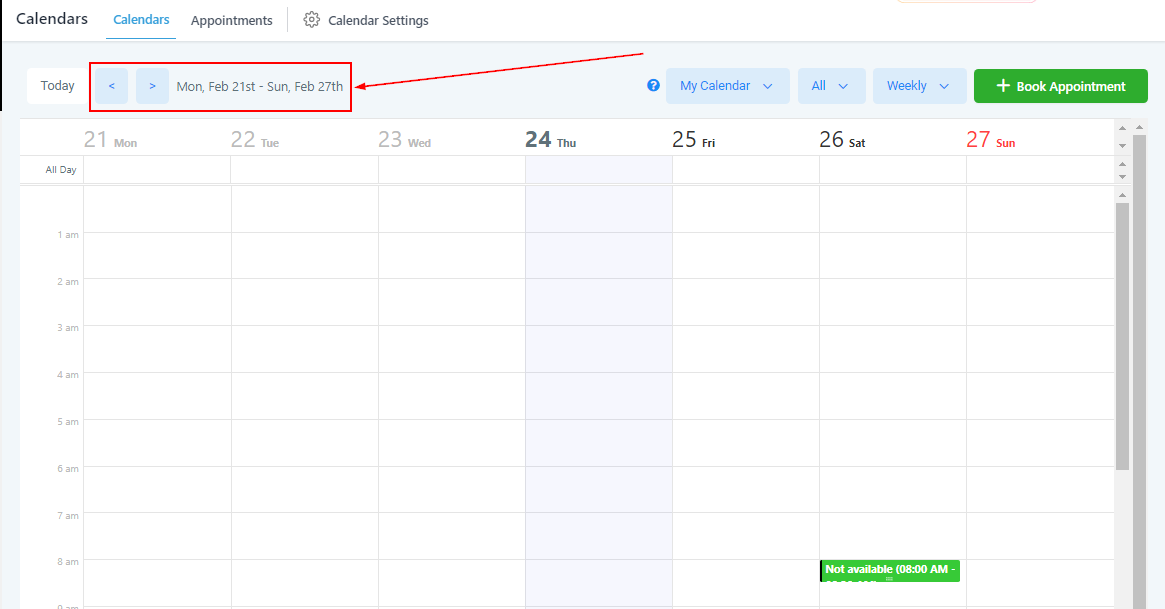 Calendars
Calendars Appointments Calendar Settings
Today < > Mon, Feb 21st - Sun, Feb 27th ? My Calendar All Weekly + Book Appointment
21 Mon 22 Tue 23 Wed 24 Thu 25 Fri 26 Sat 27 Sun
All Day
1 am
2 am
3 am
4 am
5 am
6 am
7 am
8 am
Not available (08:00 AM -
9 am